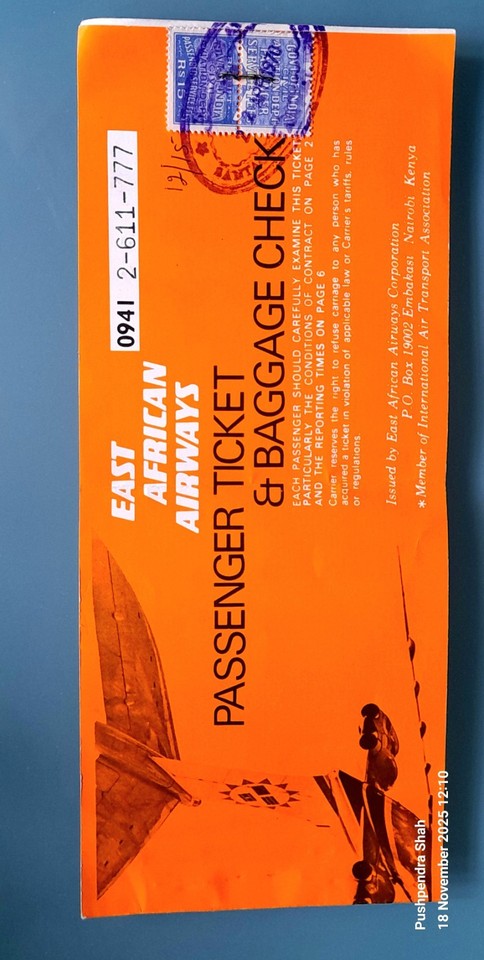 EAST
AFRICAN
AIRWAYS
0941 2-611-777
PASSENGER TICKET
& BAGGAGE CHECK
EACH PASSENGER SHOULD CAREFULLY EXAMINE THIS TICKET
PARTICULARLY THE CONDITIONS OF CONTRACT ON PAGE 2
AND THE REPORTING TIMES ON PAGE 6
Carrier reserves the right to refuse carriage to any person who has
acquired a ticket in violation of applicable law or Carrier's tariffs, rules
or regulations.
Issued by East African Airways Corporation
P.O. Box 19002 Embakasi Nairobi Kenya
* Member of International Air Transport Association
Rs 15
INDIA
Pushpendra Shah
18 November 2025 12:10